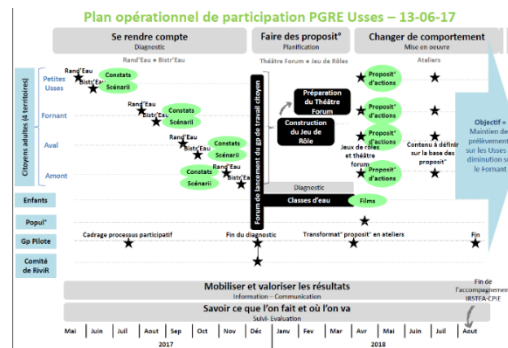 Plan opérationnel de participation PGRE Usses – 13-06-17
Se rendre compte
Diagnostic
Faire des proposit°
Planification
Changer de comportement
Mise en oeuvre
Rand'Eau • Bistr'Eau
Théâtre Forum • Jeu de Rôles
Ateliers
Citoyens adultes (4 territoires)
Petites
Usses
Rand'Eau
Bistr'Eau
Constats
Scénarii
Fornant
Rand'Eau
Bistr'Eau
Constats
Scénarii
Aval
Rand'Eau
Bistr'Eau
Constats
Scénarii
Amont
Rand'Eau
Bistr'Eau
Constats
Scénarii
Forum de lancement du gp de travail citoyen
Préparation
du Théâtre
Forum
Construction
du Jeu de
Rôle
Proposit°
d'actions
Proposit°
d'actions
Proposit°
d'actions
Jeux de rôles
et théâtre
forum
Proposit°
d'actions
Contenu à définir
sur la base des
proposit°
Objectif =
Maintien de
prélèvement
sur les Usses
diminution su
le Fornant
Diagnostic
Enfants
Classes d'eau
Films
Popul°
Gp Pilote
Cadrage processus participatif
Fin du diagnostic
Transformat° proposit° en ateliers
Fin
Comité
de RiviR
Mobiliser et valoriser les résultats
Information – Communication
Savoir ce que l'on fait et où l'on va
Suivi- Evaluation
Fin de
l'accompagneme
IRSTEA-CPIE
Mai
Juin
Juil
Aout
Sep
Oct
Nov
Déc
Janv
Fev
Mar
Avr
Mai
Juin
Juil
Aout
2017
2018